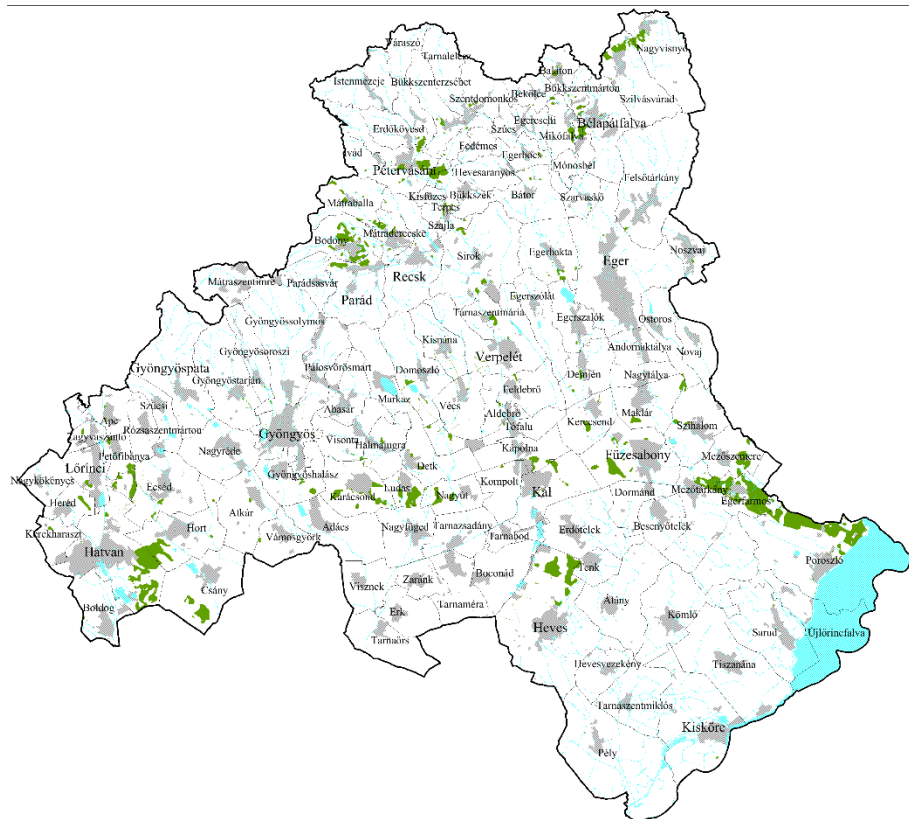 Váraszó
Nagyvisnyó
Tarnalelesz
Balaton
Istenmezeje
Bükkszenterzsébet
Bükkszentmárton
Bekölce
Szentdomonkos
Szilvásvárad
Egercsehi
Bélapátfalva
Erdőkövesd
Szúcs
Mikófalva
Fedémes
Egerbocs
Mónosbél
Pétervására
Hevesaranyos
Felsőtárkány
Kisfüzes
Bükkszék
Bátor
Szarvaskő
Mátraballa
Terpes
Szajla
Mátraderecske
Bodony
Noszvaj
Sirok
Egerbakta
Eger
Recsk
Mátraszentimre
Parádsasvár
Parád
Egerszólát
Tarnaszentmária
Gyöngyössolymos
Egerszalók
Ostoros
Kisnána
Andornaktálya
Gyöngyösoroszi
Verpelét
Novaj
Gyöngyöspata
Pálosvörösmart
Domoszló
Demjén
Nagytálya
Gyöngyöstarján
Feldebrő
Markaz
Szűcsi
Abasár
Vécs
Aldebrő
Maklár
Apc
Kerecsend
Rózsaszentmárton
Tófalu
Szihalom
Gyöngyös
Visonta
Halmajugra
Nagyréde
Kápolna
Füzesabony
Petőfibánya
Mezőszemere
Lőrinci
Detk
Gyöngyöshalász
Nagykökényes
Kompolt
Ecséd
Ludas
Kál
Dormánd
Mezőtárkány
Karácsond
Nagyút
Egerfarmos
Heréd
Atkár
Hort
Adács
Nagyfüged
Tarnazsadány
Erdőtelek
Besenyőtelek
Kerekharaszt
Vámosgyörk
Tarnabod
Hatvan
Poroszló
Tenk
Boconád
Zaránk
Visznek
Csány
Boldog
Tarnaméra
Átány
Erk
Kömlő
Tarnaörs
Heves
Sarud
Újlőrincfalva
Hevesvezekény
Tiszanána
Tarnaszentmiklós
Kisköre
Pély